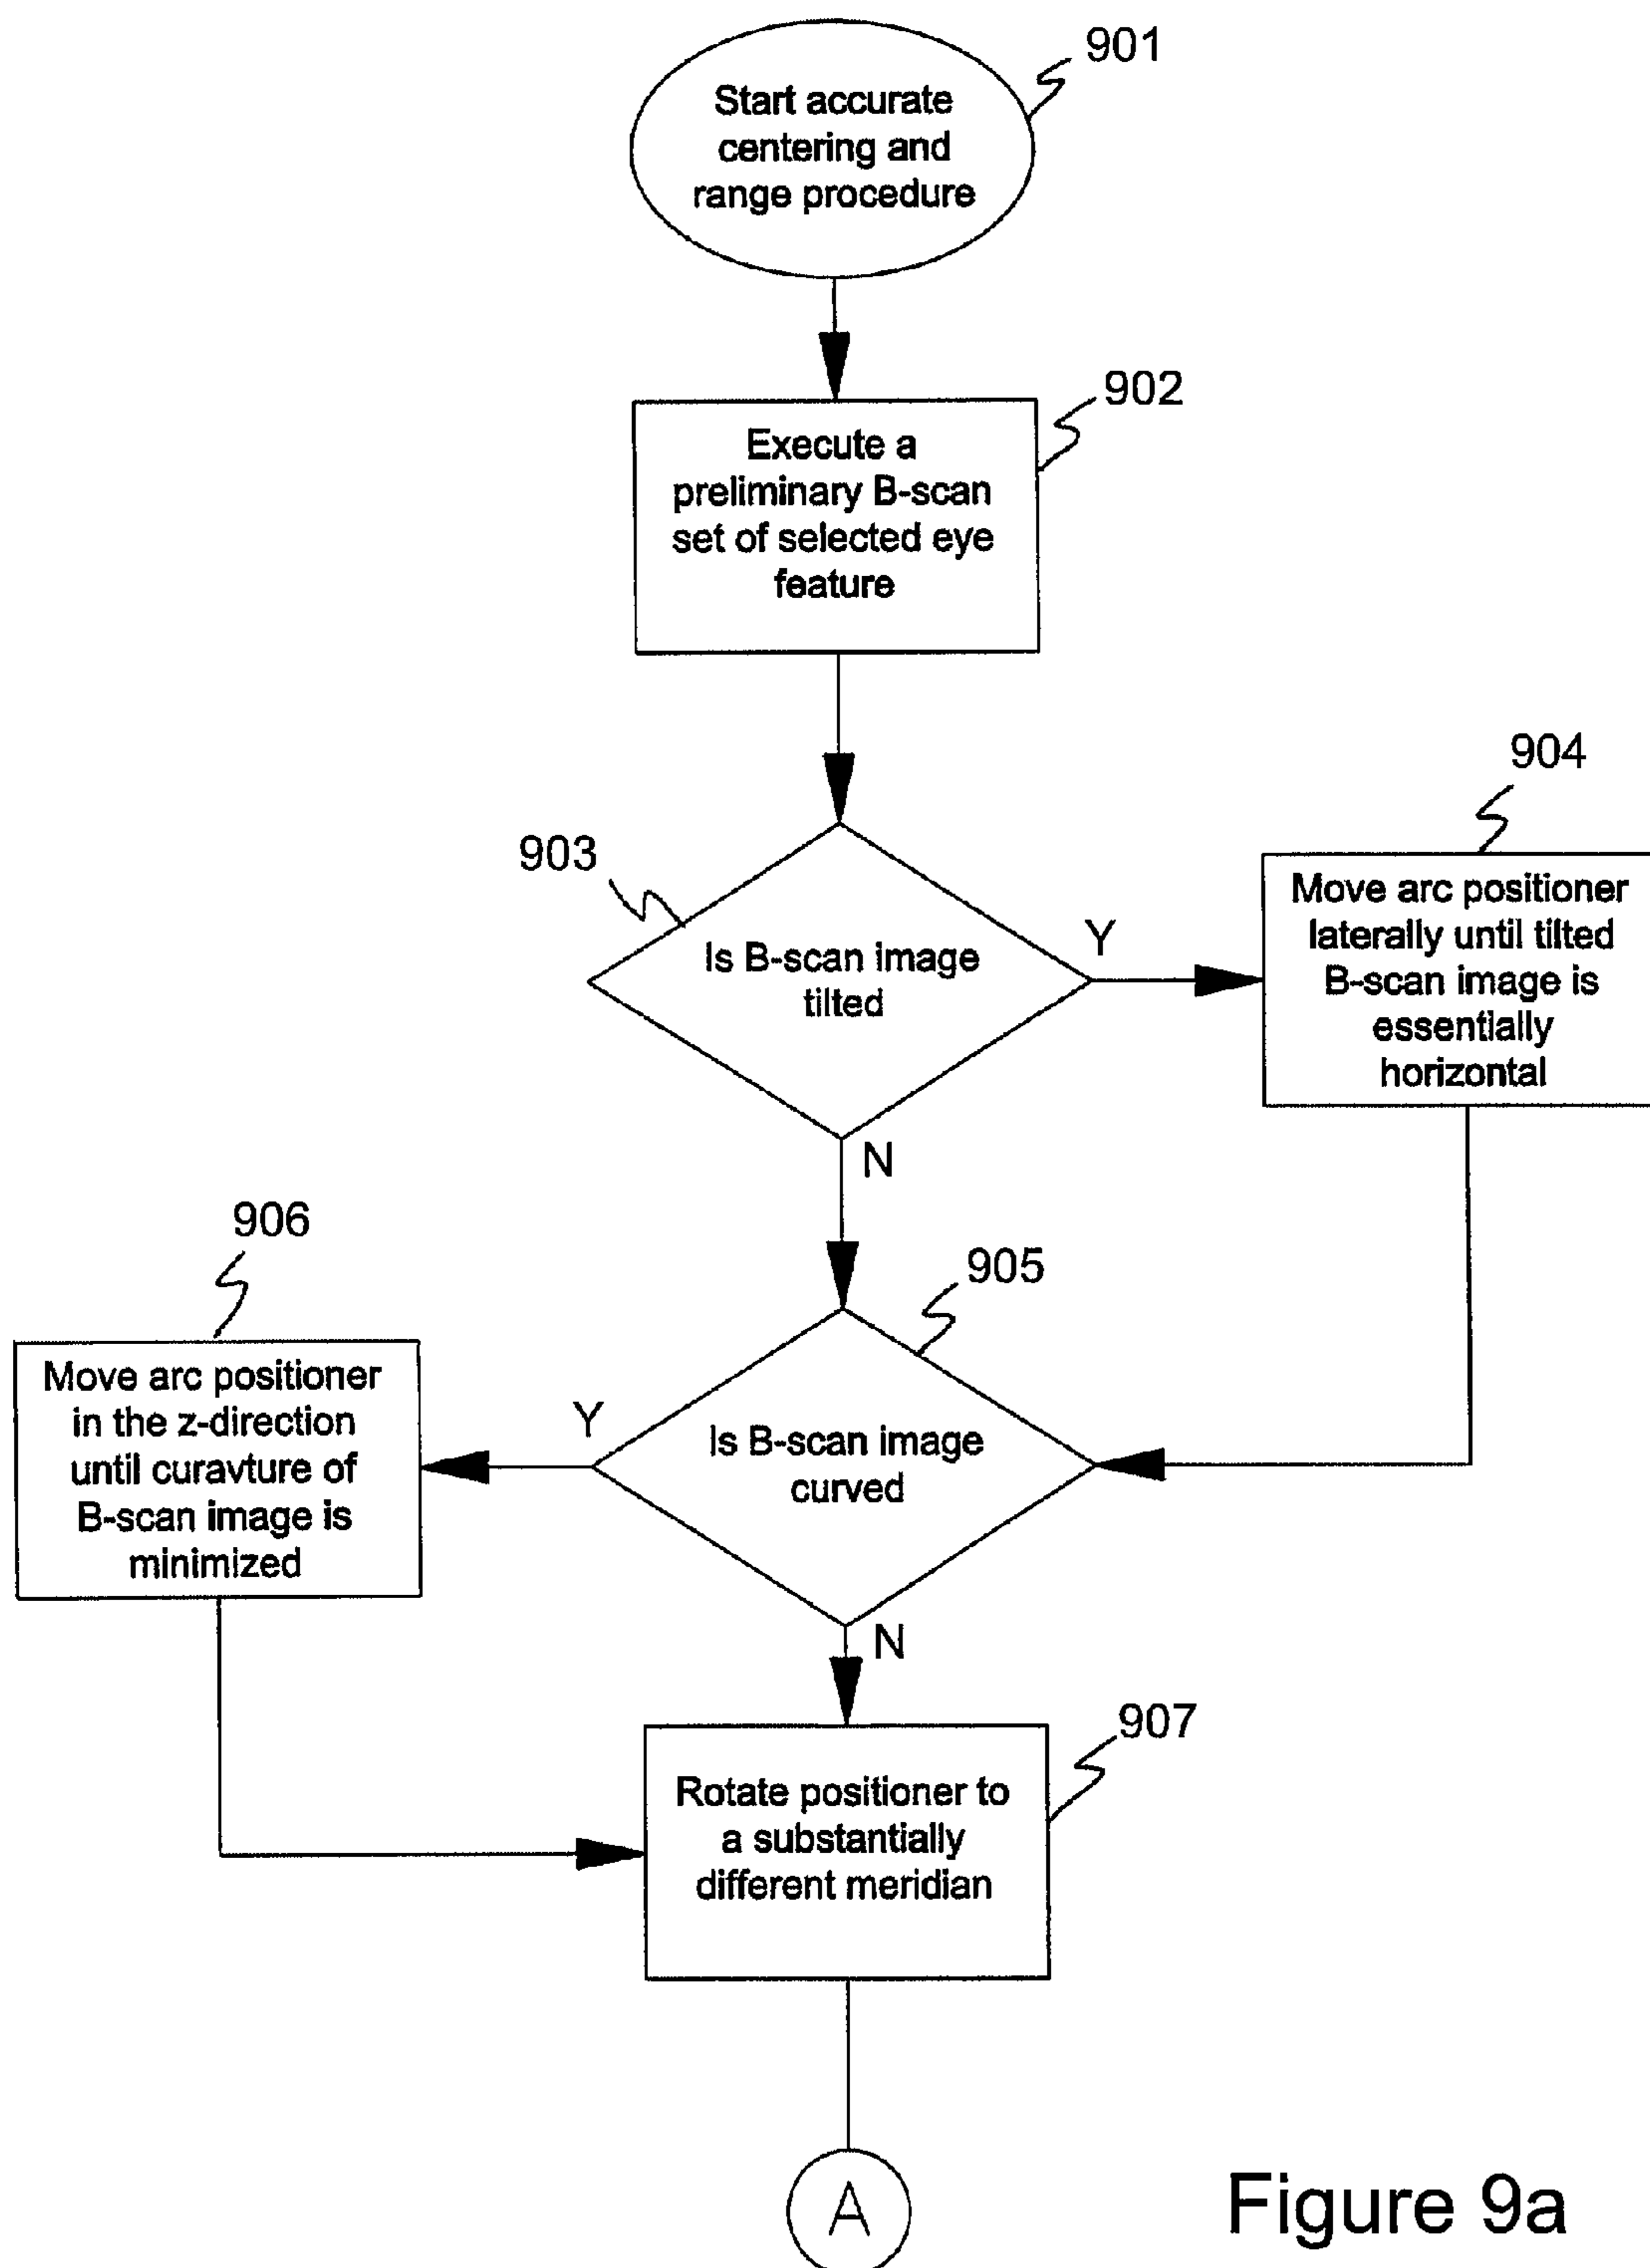 901
Start accurate
centering and
range procedure
902
Execute a
preliminary B-scan
set of selected eye
feature
903
Is B-scan image
tilted
Y
N
904
Move arc positioner
laterally until tilted
B-scan image is
essentially
horizontal
905
Is B-scan image
curved
Y
N
906
Move arc positioner
in the z-direction
until curavture of
B-scan image is
minimized
907
Rotate positioner to
a substantially
different meridian
A
Figure 9a